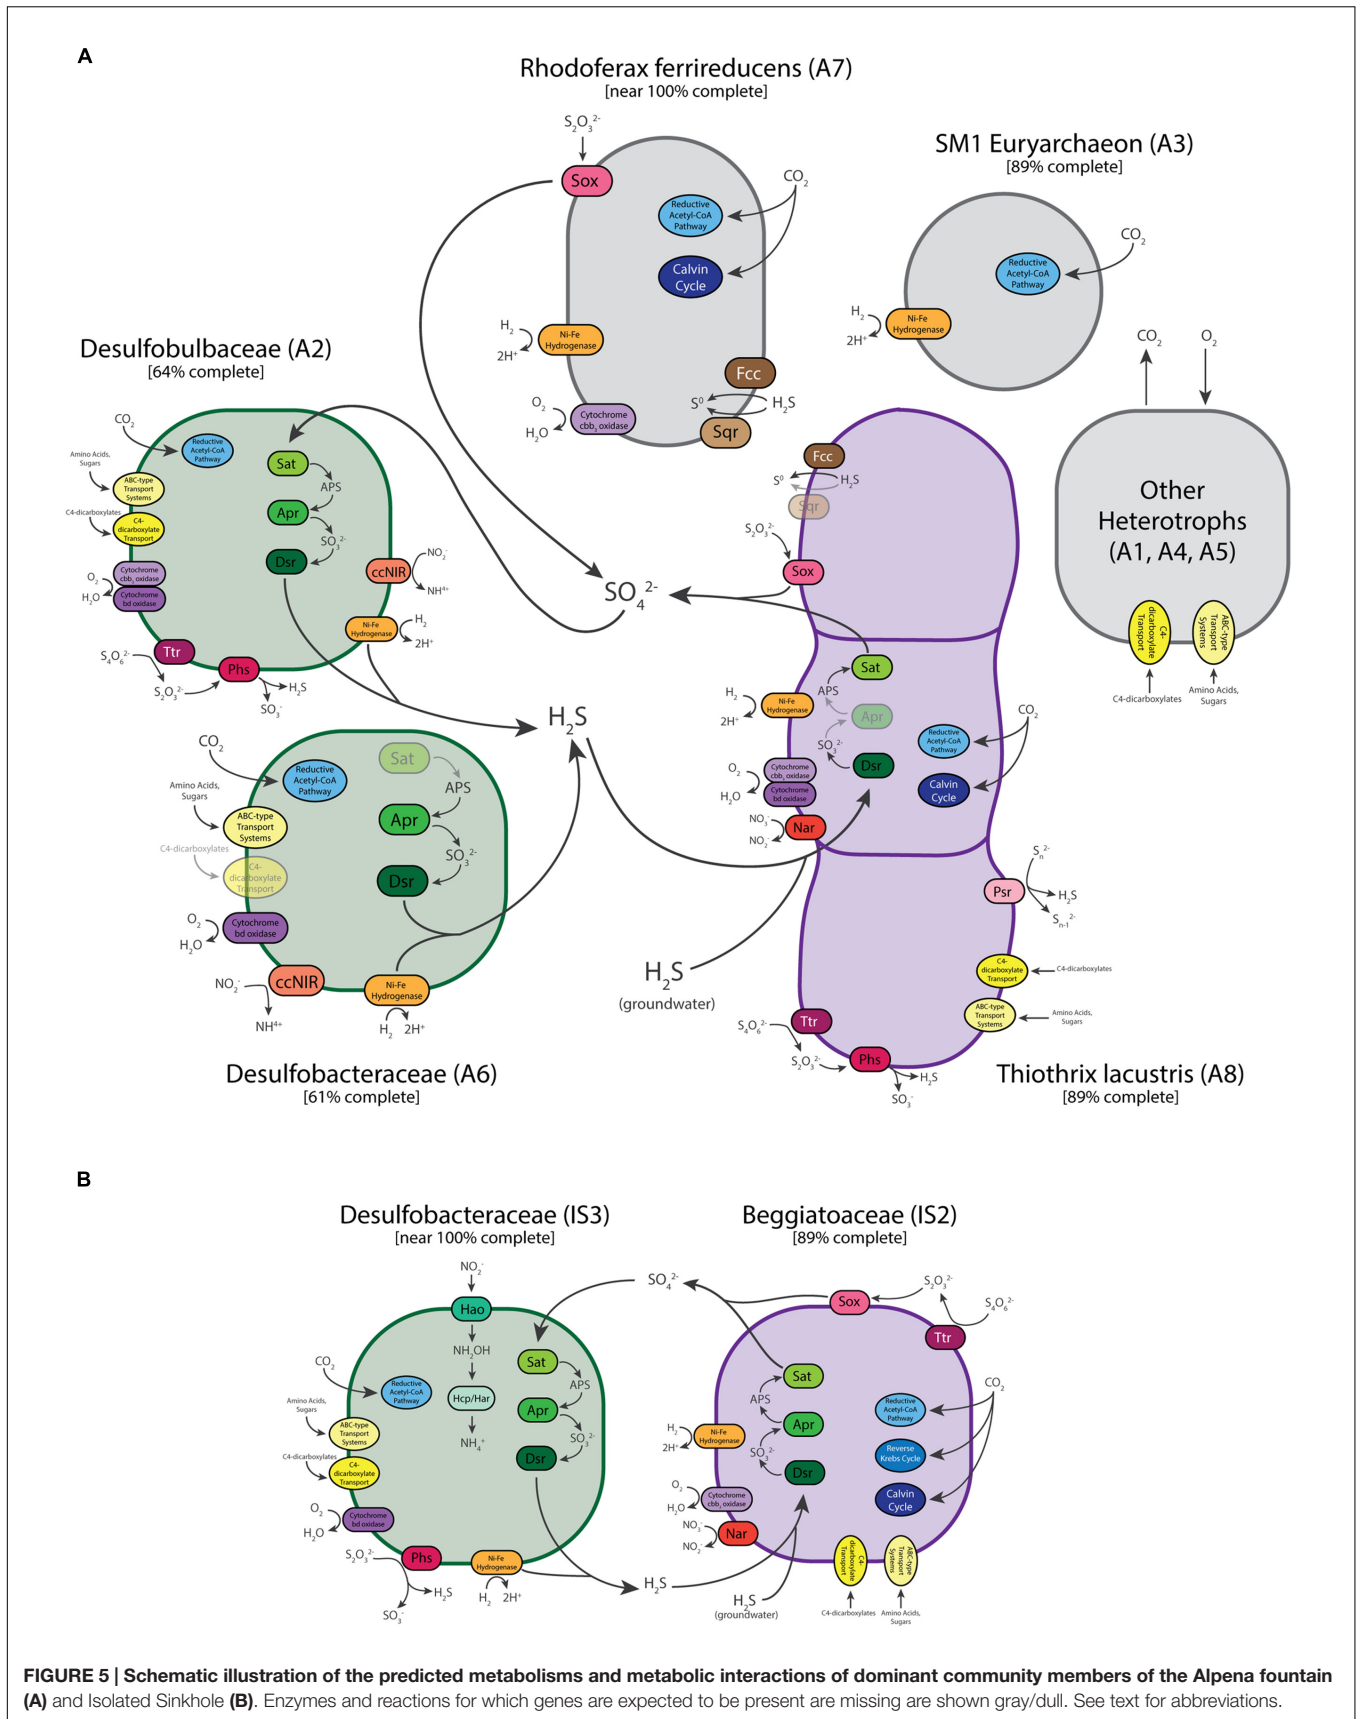 A
Rhodoferax ferrireducens (A7)
[near 100% complete]
S2O3 2-
Sox
CO2
Reductive
Acetyl-CoA
Pathway
Calvin
Cycle
H2
2H+
Ni-Fe
Hydrogenase
O2
H2O
Cytochrome
cbb3 oxidase
Fcc
S0
H2S
Sqr
SM1 Euryarchaeon (A3)
[89% complete]
CO2
Reductive
Acetyl-CoA
Pathway
H2
2H+
Ni-Fe
Hydrogenase
CO2
O2
Other
Heterotrophs
(A1, A4, A5)
C4-
dicarboxylate
Transport
ABC-type
Transport
Systems
C4-dicarboxylates
Amino Acids,
Sugars
Desulfobulbaceae (A2)
[64% complete]
CO2
Reductive
Acetyl-CoA
Pathway
Amino Acids,
Sugars
ABC-type
Transport
Systems
C4-dicarboxylates
C4-
dicarboxylate
Transport
Sat
APS
Apr
SO3 2-
Dsr
O2
H2O
Cytochrome
cbb3 oxidase
Cytochrome
bd oxidase
ccNIR
NO2-
NH4+
Ni-Fe
Hydrogenase
H2
2H+
Ttr
Phs
S4O6 2-
S2O3 2-
H2S
SO3-
SO4 2-
H2S
H2S
(groundwater)
CO2
Reductive
Acetyl-CoA
Pathway
Amino Acids,
Sugars
ABC-type
Transport
Systems
C4-dicarboxylates
C4-
dicarboxylate
Transport
Sat
APS
Apr
SO3 2-
Dsr
O2
H2O
Cytochrome
bd oxidase
NO2-
NH4+
ccNIR
Ni-Fe
Hydrogenase
H2
2H+
Desulfobacteraceae (A6)
[61% complete]
Fcc
S0
H2S
Sqr
S2O3 2-
Sox
Sat
APS
Apr
SO3 2-
Dsr
H2
2H+
Ni-Fe
Hydrogenase
O2
H2O
Cytochrome
cbb3 oxidase
Cytochrome
bd oxidase
NO3-
NO2-
Nar
CO2
Reductive
Acetyl-CoA
Pathway
Calvin
Cycle
Sn 2-
Psr
H2S
Sn-1 2-
C4-
dicarboxylate
Transport
C4-dicarboxylates
ABC-type
Transport
Systems
Amino Acids,
Sugars
S4O6 2-
Ttr
S2O3 2-
Phs
H2S
SO3-
Thiothrix lacustris (A8)
[89% complete]
B
Desulfobacteraceae (IS3)
[near 100% complete]
NO2-
Hao
NH2OH
Hcp/Har
NH4+
CO2
Reductive
Acetyl-CoA
Pathway
Amino Acids,
Sugars
ABC-type
Transport
Systems
C4-dicarboxylates
C4-
dicarboxylate
Transport
O2
H2O
Cytochrome
bd oxidase
Sat
APS
Apr
SO3 2-
Dsr
S2O3 2-
Phs
H2S
SO3-
Ni-Fe
Hydrogenase
H2
2H+
SO4 2-
H2S
Beggiatoaceae (IS2)
[89% complete]
Sox
S2O3 2-
S4O6 2-
Ttr
Sat
APS
Apr
SO3 2-
Dsr
CO2
Reductive
Acetyl-CoA
Pathway
Reverse
Krebs Cycle
Calvin
Cycle
H2
2H+
Ni-Fe
Hydrogenase
O2
H2O
Cytochrome
cbb3 oxidase
NO3-
NO2-
Nar
H2S
(groundwater)
C4-
dicarboxylate
Transport
ABC-type
Transport
Systems
C4-dicarboxylates
Amino Acids,
Sugars
FIGURE 5 | Schematic illustration of the predicted metabolisms and metabolic interactions of dominant community members of the Alpena fountain
(A) and Isolated Sinkhole (B). Enzymes and reactions for which genes are expected to be present are missing are shown gray/dull. See text for abbreviations.